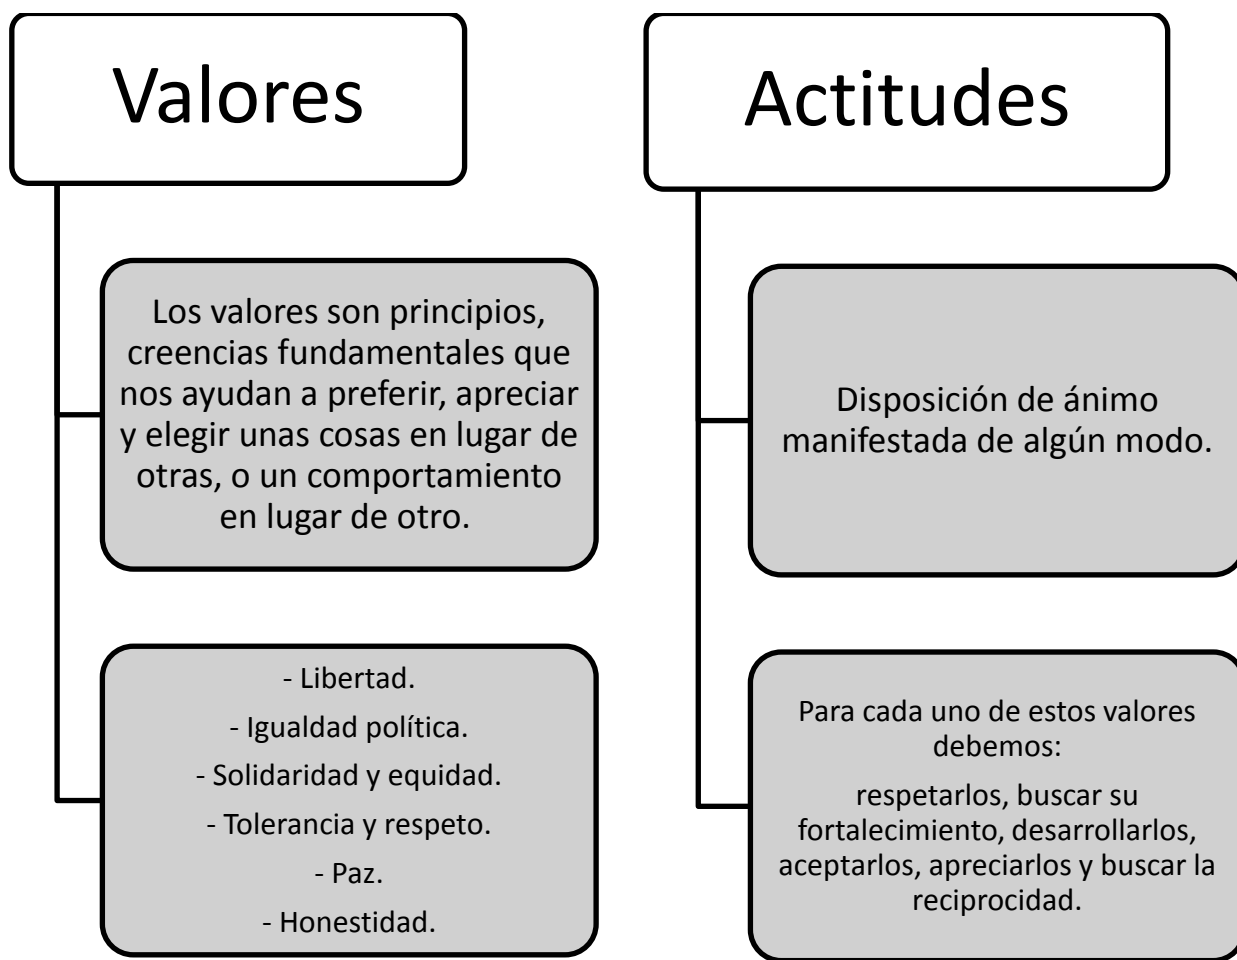 Valores
Los valores son principios,
creencias fundamentales que
nos ayudan a preferir, apreciar
y elegir unas cosas en lugar de
otras, o un comportamiento
en lugar de otro.
- Libertad.
- Igualdad política.
- Solidaridad y equidad.
- Tolerancia y respeto.
- Paz.
- Honestidad.
Actitudes
Disposición de ánimo
manifestada de algún modo.
Para cada uno de estos valores
debemos:
respetarlos, buscar su
fortalecimiento, desarrollarlos,
aceptarlos, apreciarlos y buscar la
reciprocidad.